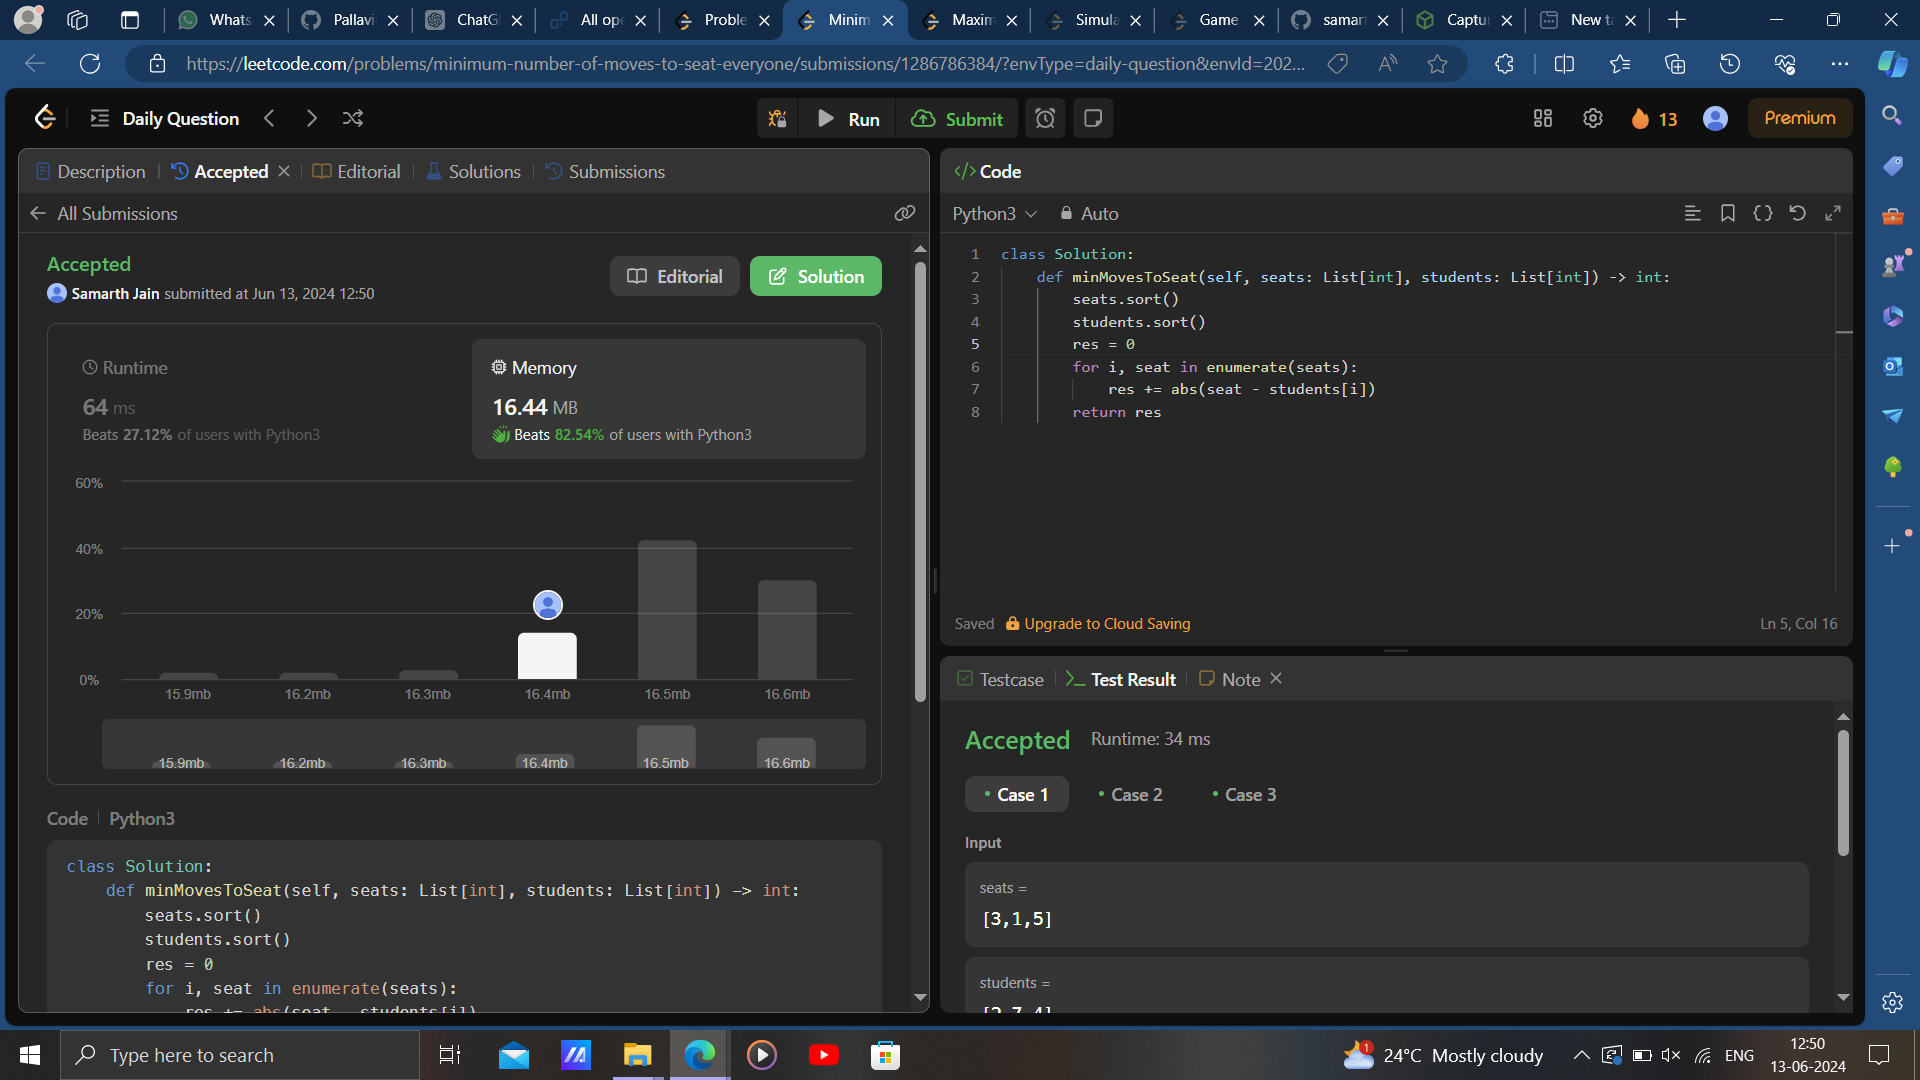 Whats
Pallavi
ChatG
All ope
Proble
Minim
Maxim
Simula
Game
samar
Captu
New ta
https://leetcode.com/problems/minimum-number-of-moves-to-seat-everyone/submissions/1286786384/?envType=daily-question&envId=202...
Daily Question
Run
Submit
13
Premium
Description
Accepted
Editorial
Solutions
Submissions
All Submissions
Accepted
Samarth Jain submitted at Jun 13, 2024 12:50
Editorial
Solution
Runtime
64 ms
Beats 27.12% of users with Python3
Memory
16.44 MB
Beats 82.54% of users with Python3
60%
40%
20%
0%
15.9mb 16.2mb 16.3mb 16.4mb 16.5mb 16.6mb
15.9mb 16.2mb 16.3mb 16.4mb 16.5mb 16.6mb
Code | Python3
class Solution:
def minMovesToSeat(self, seats: List[int], students: List[int]) -> int:
seats.sort()
students.sort()
res = 0
for i, seat in enumerate(seats):
res += abs(seat - students[i])
</> Code
Python3
Auto
1 class Solution:
2 def minMovesToSeat(self, seats: List[int], students: List[int]) -> int:
3 seats.sort()
4 students.sort()
5 res = 0
6 for i, seat in enumerate(seats):
7 res += abs(seat - students[i])
8 return res
Saved
Upgrade to Cloud Saving
Ln 5, Col 16
Testcase
Test Result
Note
Accepted
Runtime: 34 ms
Case 1
Case 2
Case 3
Input
seats =
[3,1,5]
students =
[2,7,4]
Type here to search
1
24°C Mostly cloudy
ENG
12:50
13-06-2024